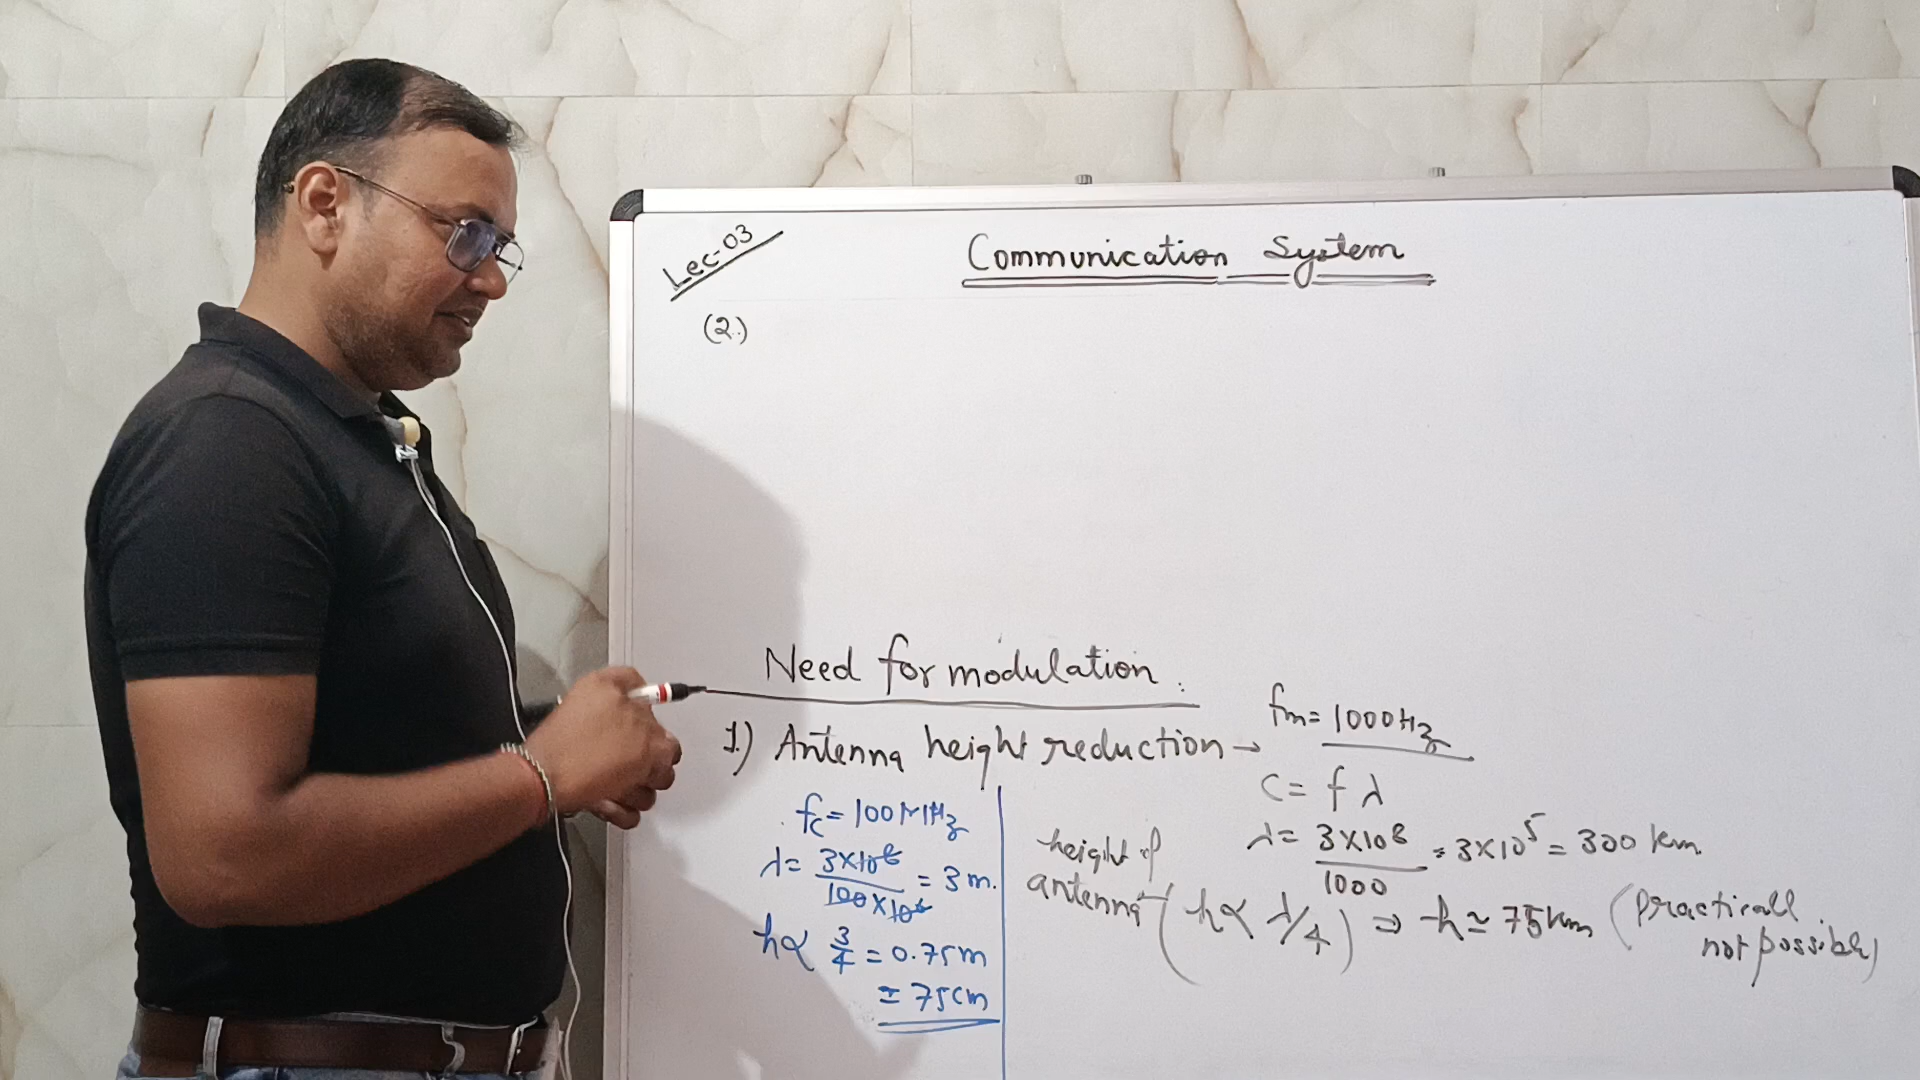 Lec-03
Communication System
(2.)
Need for modulation.
1.) Antenna height reduction →
fm = 1000Hz
c = f λ
λ = 3×10⁸/1000 = 3×10⁵ = 300 km.
height of antenna (h ∝ λ/4) ⇒ h ≃ 75km (Practicall not possible)
fc = 100MHz
λ = 3×10⁸/100×10⁶ = 3m.
h ∝ 3/4 = 0.75m
≃ 75cm